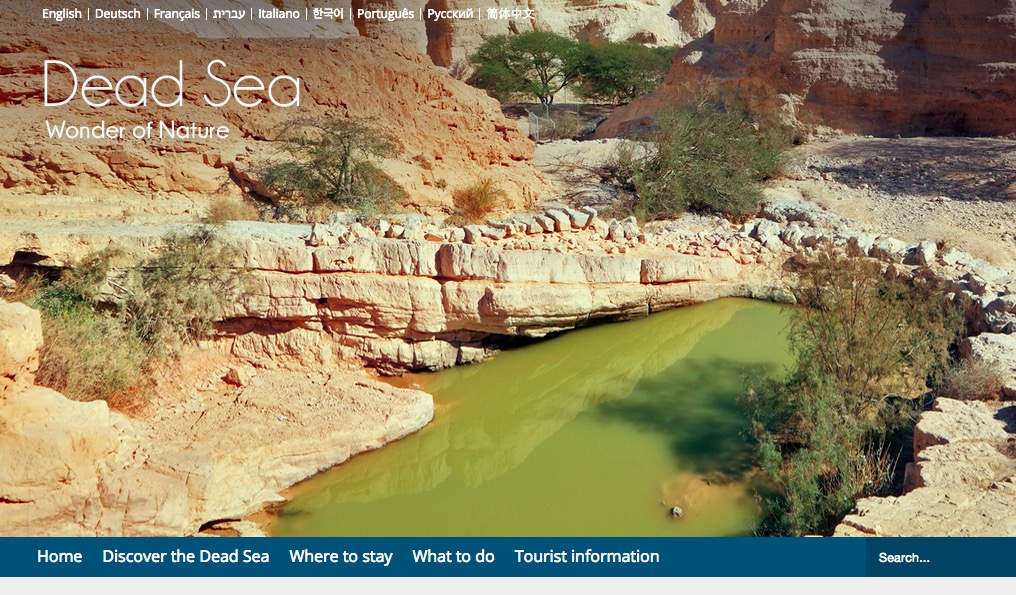 English | Deutsch | Français | עברית | Italiano | 한국어 | Português | Русский | 简体中文
Dead Sea
Wonder of Nature
Home Discover the Dead Sea Where to stay What to do Tourist information Search...